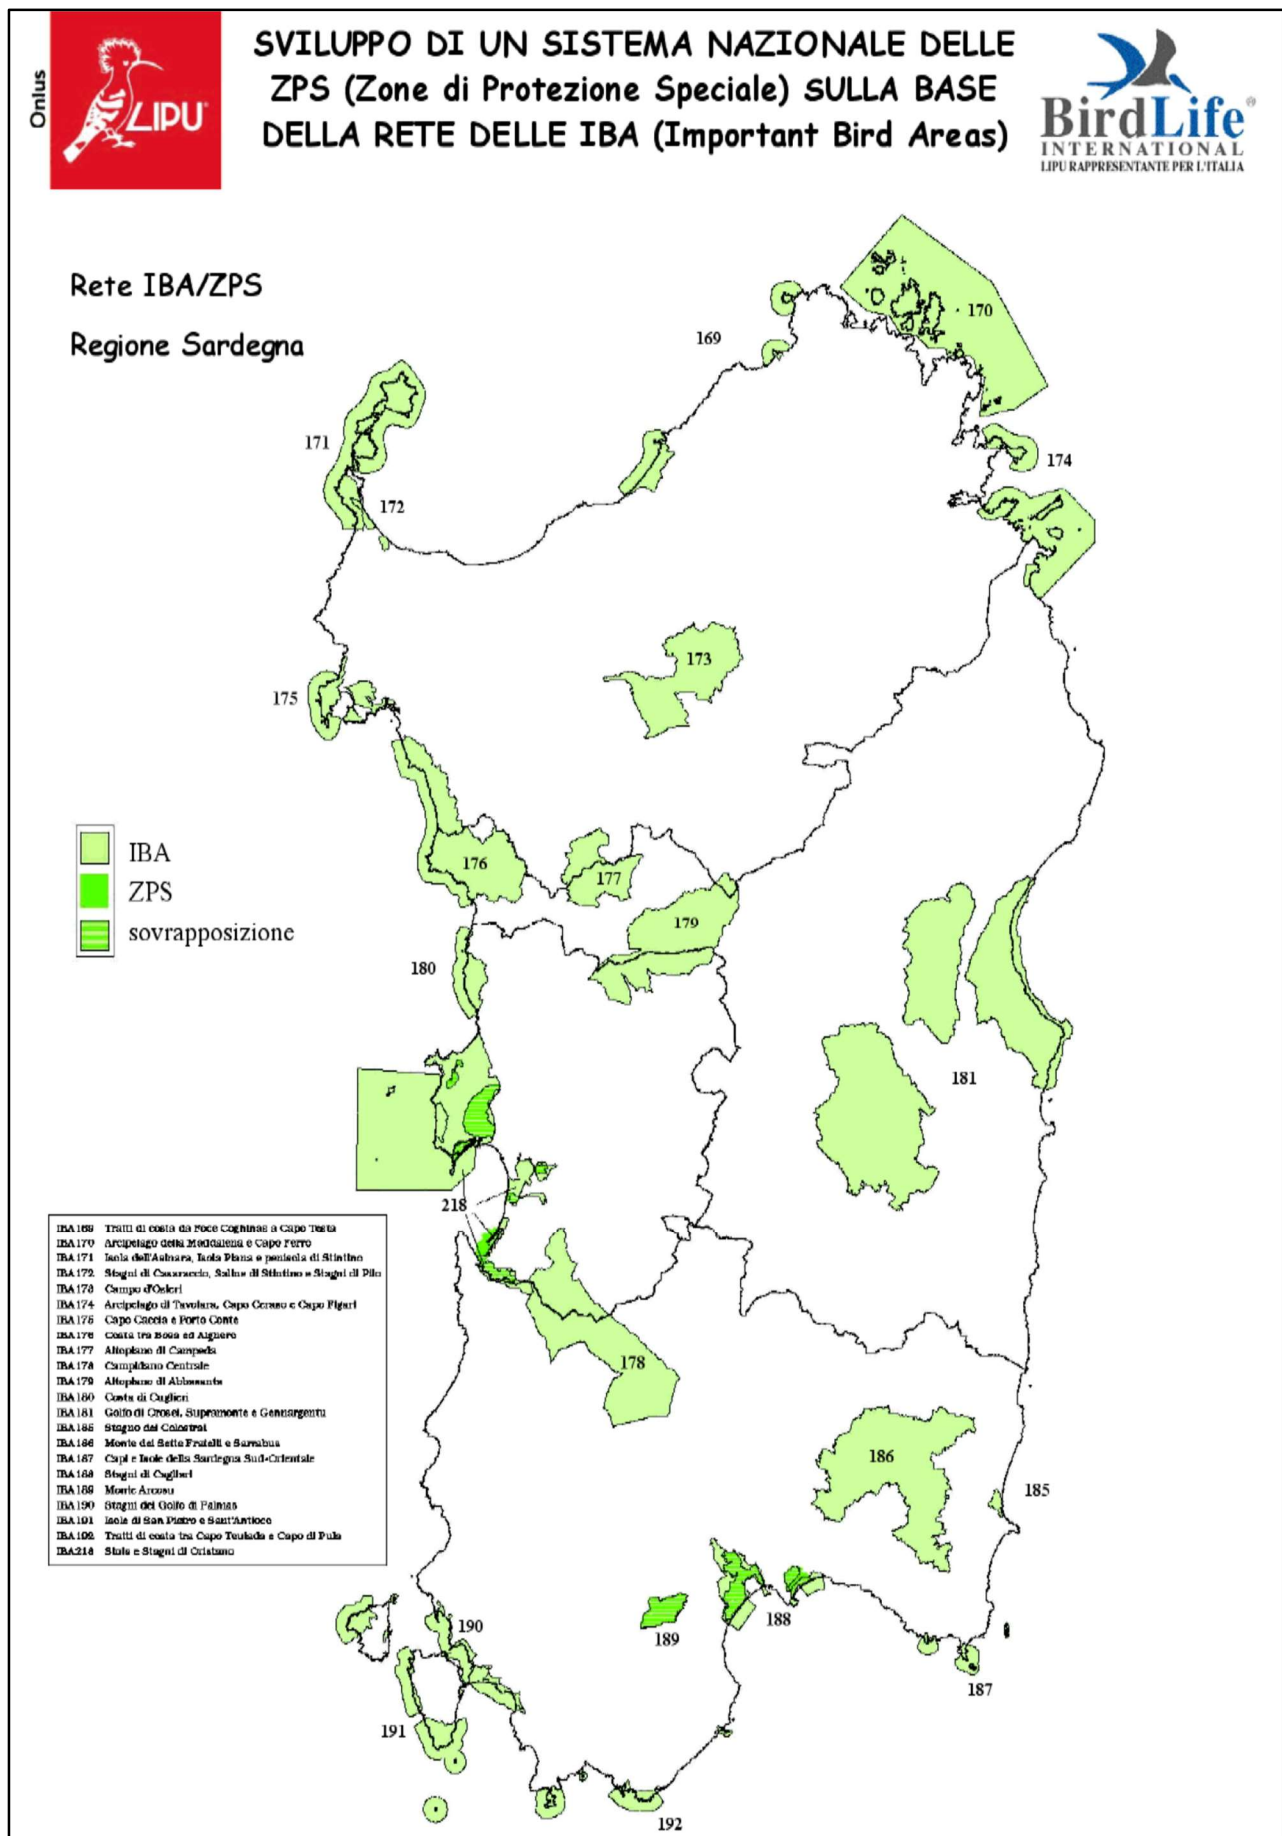 Onlus
LIPU
SVILUPPO DI UN SISTEMA NAZIONALE DELLE
ZPS (Zone di Protezione Speciale) SULLA BASE
DELLA RETE DELLE IBA (Important Bird Areas)
BirdLife®
INTERNATIONAL
LIPU RAPPRESENTANTE PER L'ITALIA
Rete IBA/ZPS
Regione Sardegna
170
169
171
174
172
173
175
176
177
179
180
181
218
178
186
185
188
189
190
187
191
192
IBA
ZPS
sovrapposizione
IBA169 Tratti di costa da Foce Coghinas a Capo Testa
IBA170 Arcipelago della Maddalena e Capo Ferro
IBA171 Isola dell'Asinara, Isola Piana e penisola di Stintino
IBA172 Stagni di Casaraccio, Saline di Stintino e Stagni di Pilo
IBA173 Campo d'Ozieri
IBA174 Arcipelago di Tavolara, Capo Ceraso e Capo Figari
IBA175 Capo Caccia e Porto Conte
IBA176 Costa tra Bosa ed Alghero
IBA177 Altopiano di Campeda
IBA178 Campidano Centrale
IBA179 Altopiano di Abbasanta
IBA180 Costa di Cuglieri
IBA181 Golfo di Orosei, Supramonte e Gennargentu
IBA185 Stagno dei Colostrai
IBA186 Monte dei Sette Fratelli e Sarrabus
IBA187 Capi e Isole della Sardegna Sud-Orientale
IBA188 Stagni di Cagliari
IBA189 Monte Arcosu
IBA190 Stagni del Golfo di Palmas
IBA191 Isole di San Pietro e Sant'Antioco
IBA192 Tratti di costa tra Capo Teulada e Capo di Pula
IBA218 Sinis e Stagni di Oristano